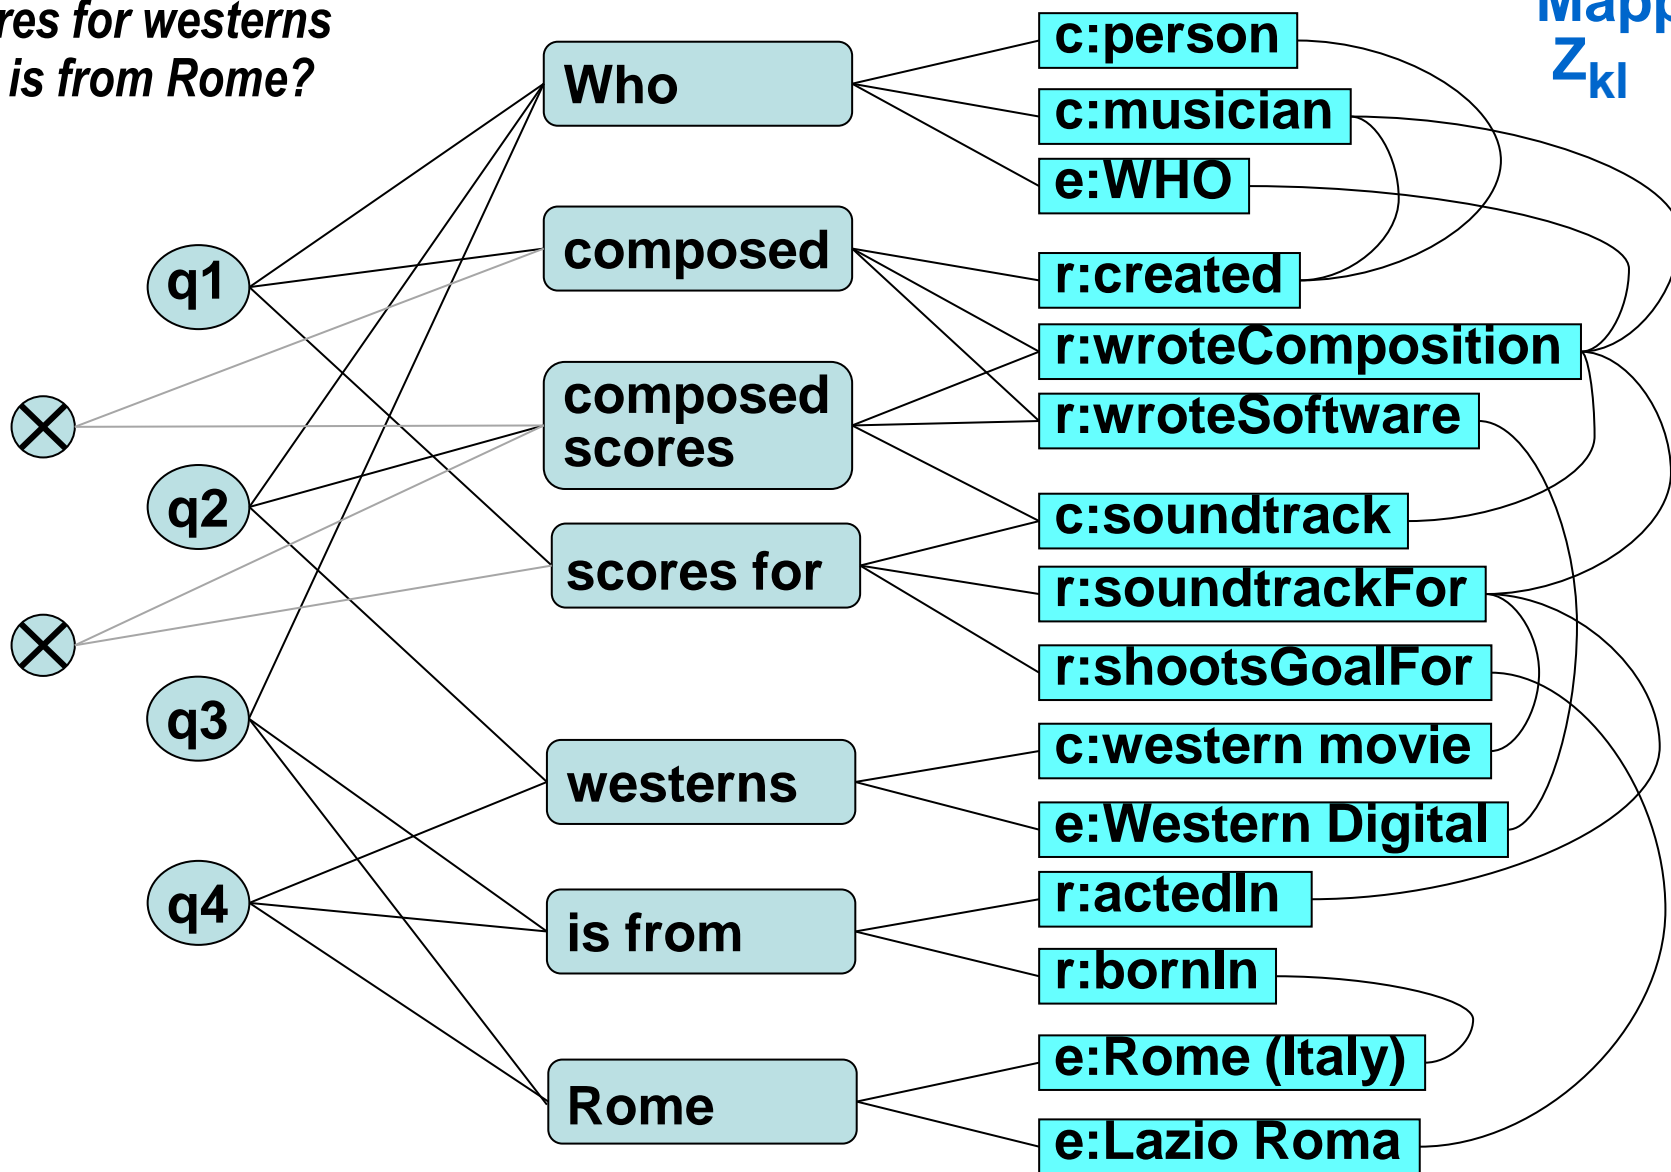 for westerns
is from Rome?
Z kl
Who
composed
composed
scores
scores for
westerns
is from
Rome
q1
q2
q3
q4
c:person
c:musician
e:WHO
r:created
r:wroteComposition
r:wroteSoftware
c:soundtrack
r:soundtrackFor
r:shootsGoalFor
c:western movie
e:Western Digital
r:actedIn
r:bornIn
e:Rome (Italy)
e:Lazio Roma